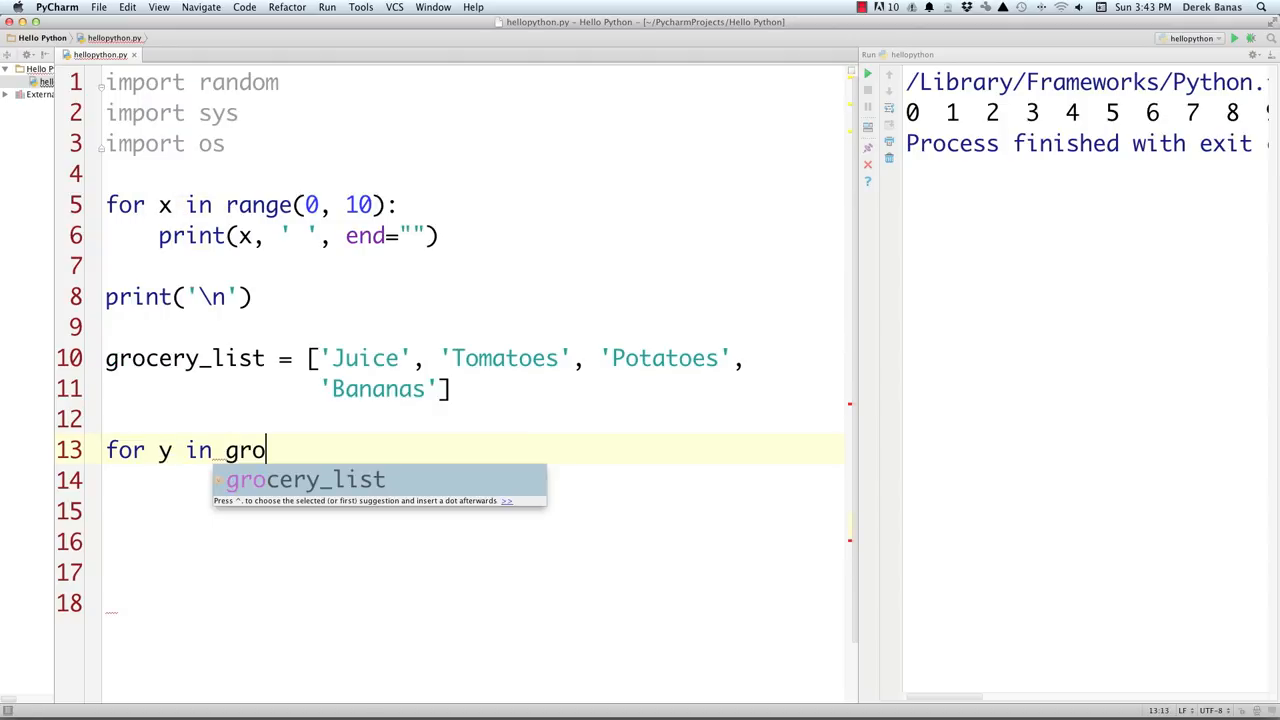 PyCharm File Edit View Navigate Code Refactor Run Tools VCS Window Help 10 Sun 3:43 PM Derek Banas
hellopython.py – Hello Python – [~/PycharmProjects/Hello Python]
Hello Python hellopython.py hellopython
hellopython.py Run hellopython
Hello P
hell
Externa
1 import random
2 import sys
3 import os
4
5 for x in range(0, 10):
6 print(x, ' ', end="")
7
8 print('\n')
9
10 grocery_list = ['Juice', 'Tomatoes', 'Potatoes',
11 'Bananas']
12
13 for y in gro
grocery_list
14
Press ^. to choose the selected (or first) suggestion and insert a dot afterwards >>
15
16
17
18
/Library/Frameworks/Python.
0 1 2 3 4 5 6 7 8
Process finished with exit
13:13 LF UTF-8